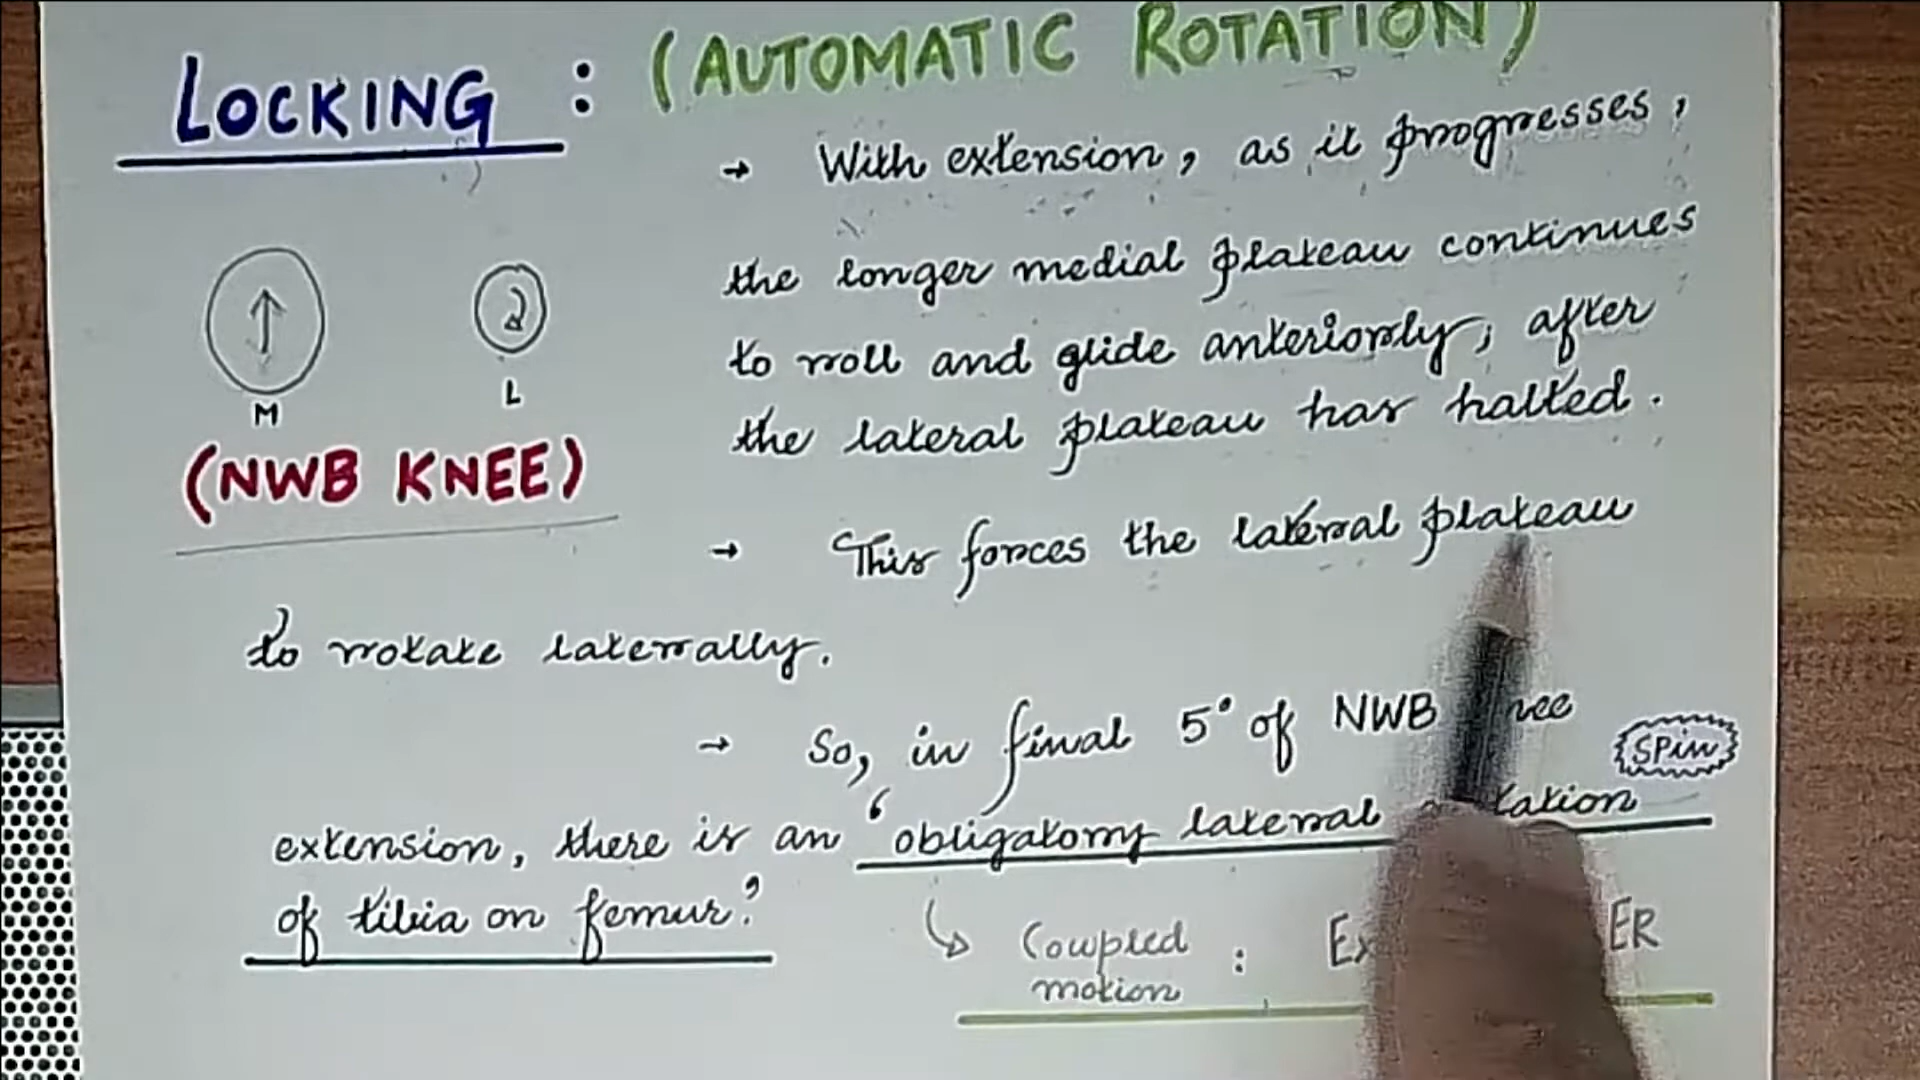 LOCKING : (AUTOMATIC ROTATION)
→ With extension, as it progresses,
the longer medial plateau continues
to roll and glide anteriorly, after
the lateral plateau has halted.
M L
(NWB KNEE)
→ This forces the lateral plateau
to rotate laterally.
→ So, in final 5° of NWB
SPIN
extension, there is an 'obligatory lateral
of tibia on femur.'
Coupled : ER
motion